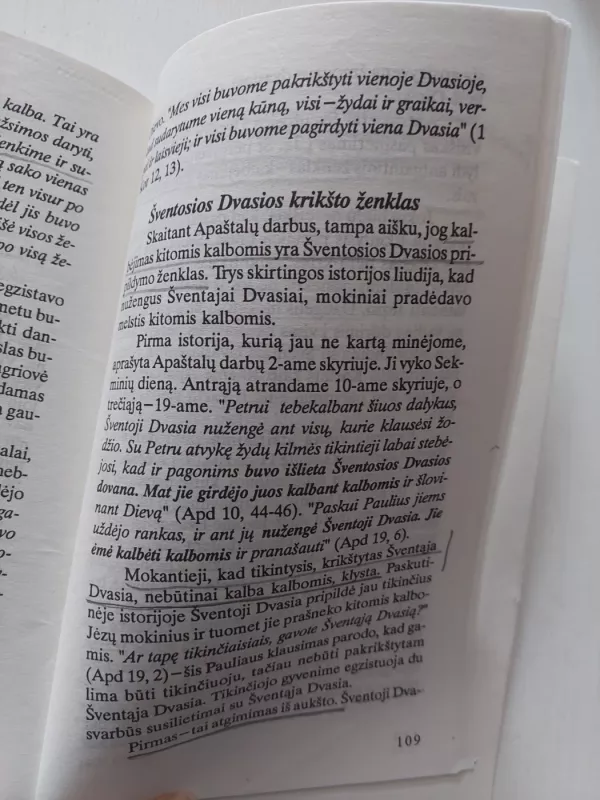 kalba. Tai yra
žsimos daryti,
enkime ir su-
sako vienas
ten visur po
dėl jis buvo
šė visos že-
po visą že-
egzistavo
netu bu-
kti dan-
slas bu-
griovė
damas
gau-
alai,
neb-
dėjo
ga-
vo
novo. "Mes visi buvome pakrikštyti vienoje Dvasioje,
sudarytume vieną kūną, visi—žydai ir graikai, ver-
ir laisvieji; ir visi buvome pagirdyti viena Dvasia" (1
Kor 12, 13).
Šventosios Dvasios krikšto ženklas
Skaitant Apaštalų darbus, tampa aišku, jog kal-
bėjimas kitomis kalbomis yra Šventosios Dvasios pri-
pildymo ženklas. Trys skirtingos istorijos liudija, kad
nužengus Šventajai Dvasiai, mokiniai pradėdavo
melstis kitomis kalbomis.
Pirma istorija, kurią jau ne kartą minėjome,
aprašyta Apaštalų darbų 2-ame skyriuje. Ji vyko Sek-
minių dieną. Antrąją atrandame 10-ame skyriuje, o
trečiąją—19-ame. "Petrui tebekalbant šiuos dalykus,
Šventoji Dvasia nužengė ant visų, kurie klausėsi žo-
džio. Su Petru atvykę žydų kilmės tikintieji labai stebė-
josi, kad ir pagonims buvo išlieta Šventosios Dvasios
dovana. Mat jie girdėjo juos kalbant kalbomis ir šlovi-
nant Dievą" (Apd 10, 44-46). "Paskui Paulius jiems
uždėjo rankas, ir ant jų nužengė Šventoji Dvasia. Jie
ėmė kalbėti kalbomis ir pranašauti" (Apd 19, 6).
Mokantieji, kad tikintysis, krikštytas Šventąja
Dvasia, nebūtinai kalba kalbomis, klysta. Paskuti-
nėje istorijoje Šventoji Dvasia pripildė jau tikinčius
Jėzų mokinius ir tuomet jie prašneko kitomis kalbo-
mis. "Ar tapę tikinčiaisiais, gavote Šventąją Dvasią?"
(Apd 19, 2)—šis Pauliaus klausimas parodo, kad ga-
lima būti tikinčiuoju, tačiau nebūti pakrikštytam
Šventąja Dvasia. Tikinčiojo gyvenime egzistuoja du
svarbūs susilietimai su Šventąja Dvasia.
Pirmas—tai atgimimas iš aukšto. Šventoji Dva-
109